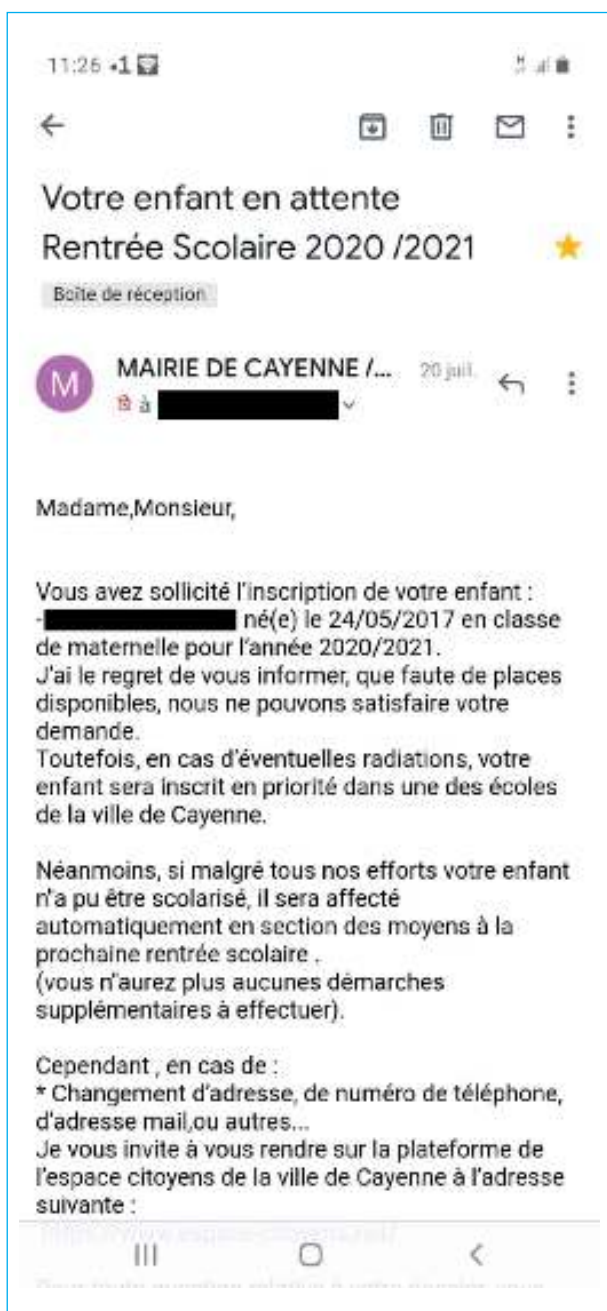 11:26
Votre enfant en attente
Rentrée Scolaire 2020 /2021
Boîte de réception
M
MAIRIE DE CAYENNE /... 20 juil.
à
Madame,Monsieur,
Vous avez sollicité l'inscription de votre enfant :
- né(e) le 24/05/2017 en classe
de maternelle pour l'année 2020/2021.
J'ai le regret de vous informer, que faute de places
disponibles, nous ne pouvons satisfaire votre
demande.
Toutefois, en cas d'éventuelles radiations, votre
enfant sera inscrit en priorité dans une des écoles
de la ville de Cayenne.
Néanmoins, si malgré tous nos efforts votre enfant
n'a pu être scolarisé, il sera affecté
automatiquement en section des moyens à la
prochaine rentrée scolaire .
(vous n'aurez plus aucunes démarches
supplémentaires à effectuer).
Cependant , en cas de :
* Changement d'adresse, de numéro de téléphone,
d'adresse mail,ou autres...
Je vous invite à vous rendre sur la plateforme de
l'espace citoyens de la ville de Cayenne à l'adresse
suivante :